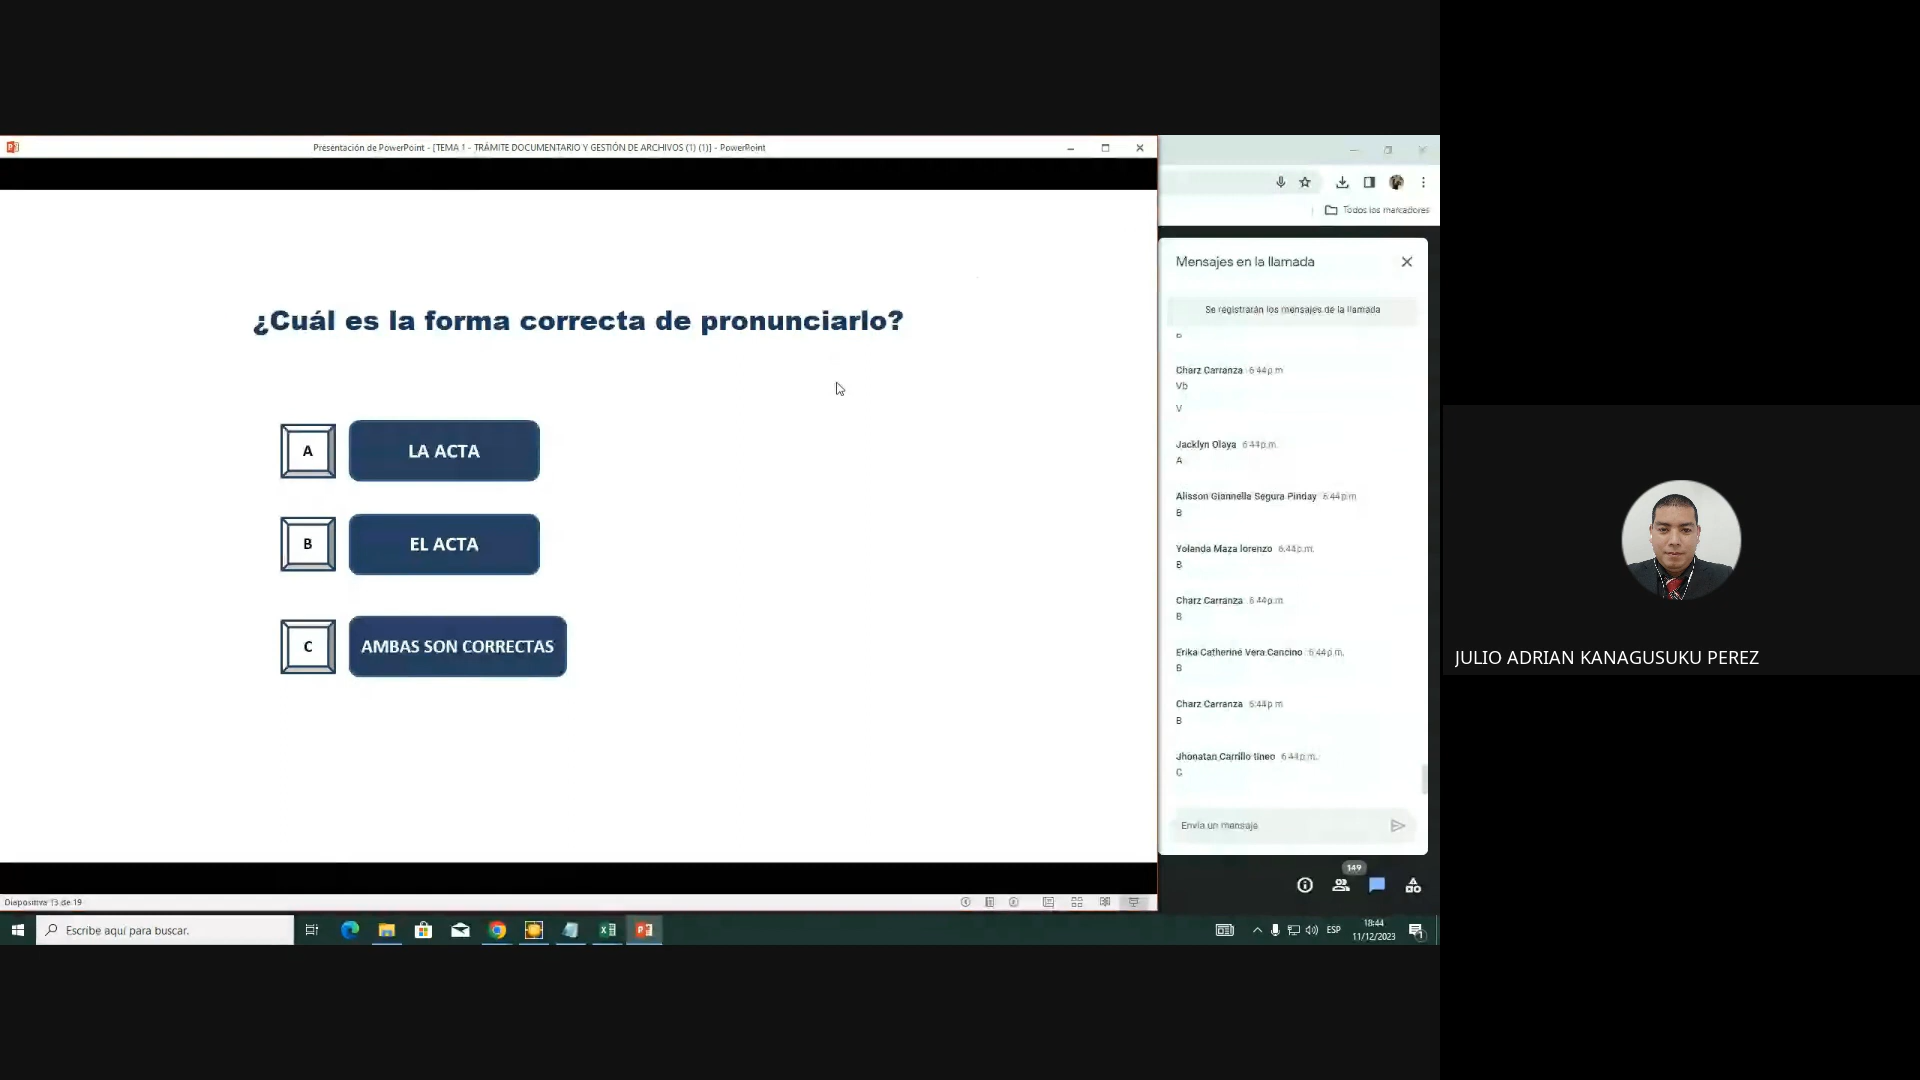 Presentación de PowerPoint - [TEMA 1 - TRÁMITE DOCUMENTARIO Y GESTIÓN DE ARCHIVOS (1) (1)] - PowerPoint
¿Cuál es la forma correcta de pronunciarlo?
A
LA ACTA
B
EL ACTA
C
AMBAS SON CORRECTAS
Diapositiva 13 de 19
Todos los marcadores
Mensajes en la llamada
Se registrarán los mensajes de la llamada
Charz Carranza 6:44 p.m.
Vb
V
Jacklyn Olaya 6:44 p.m.
A
Alisson Giannella Segura Pinday 6:44 p.m.
B
Yolanda Maza lorenzo 6:44 p.m.
B
Charz Carranza 6:44 p.m.
B
Erika Catherine Vera Cancino 6:44 p.m.
B
Charz Carranza 6:44 p.m.
B
Jhonatan Carrillo tineo 6:44 p.m.
C
Envía un mensaje
149
Escribe aquí para buscar.
ESP
18:44
11/12/2023
JULIO ADRIAN KANAGUSUKU PEREZ